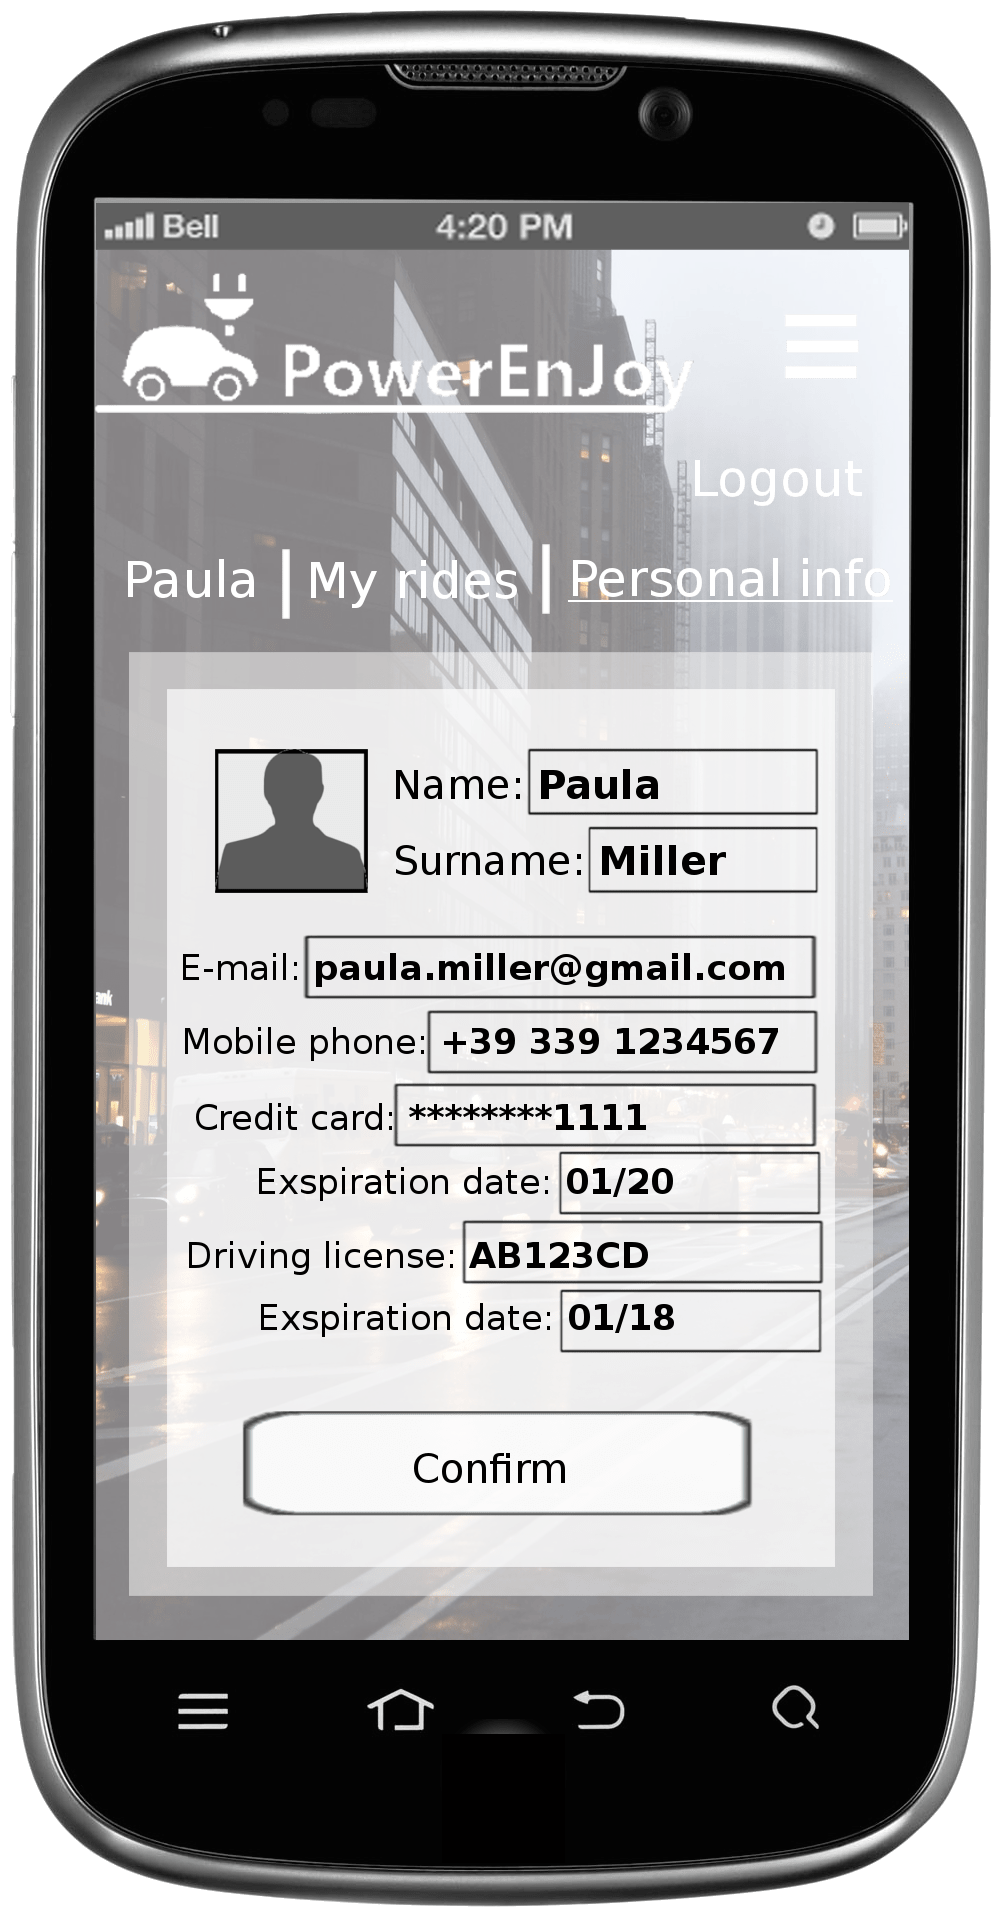 Bell 4:20 PM
PowerEnJoy
Logout
Paula | My rides | Personal info
Name: Paula
Surname: Miller
E-mail: paula.miller@gmail.com
Mobile phone: +39 339 1234567
Credit card: ********1111
Exspiration date: 01/20
Driving license: AB123CD
Exspiration date: 01/18
Confirm
ank